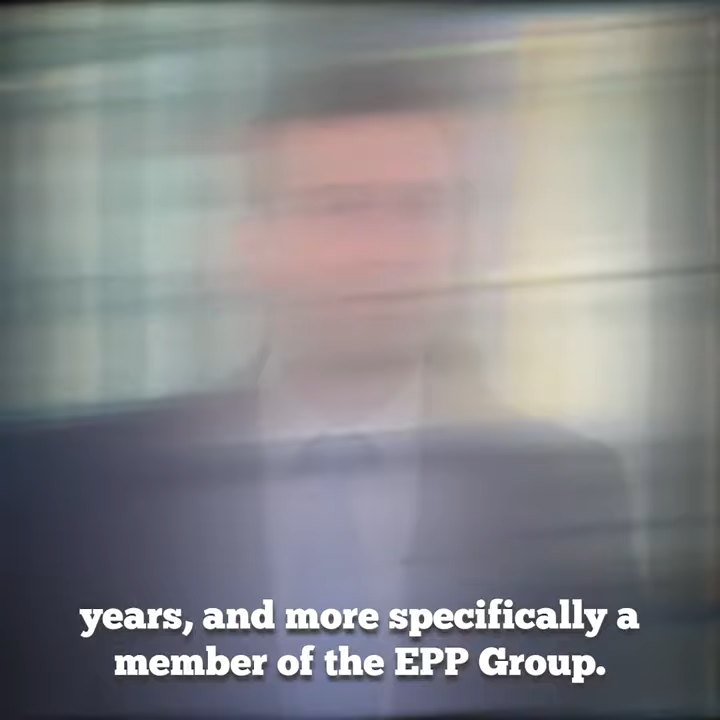 years, and more specifically a
member of the EPP Group.